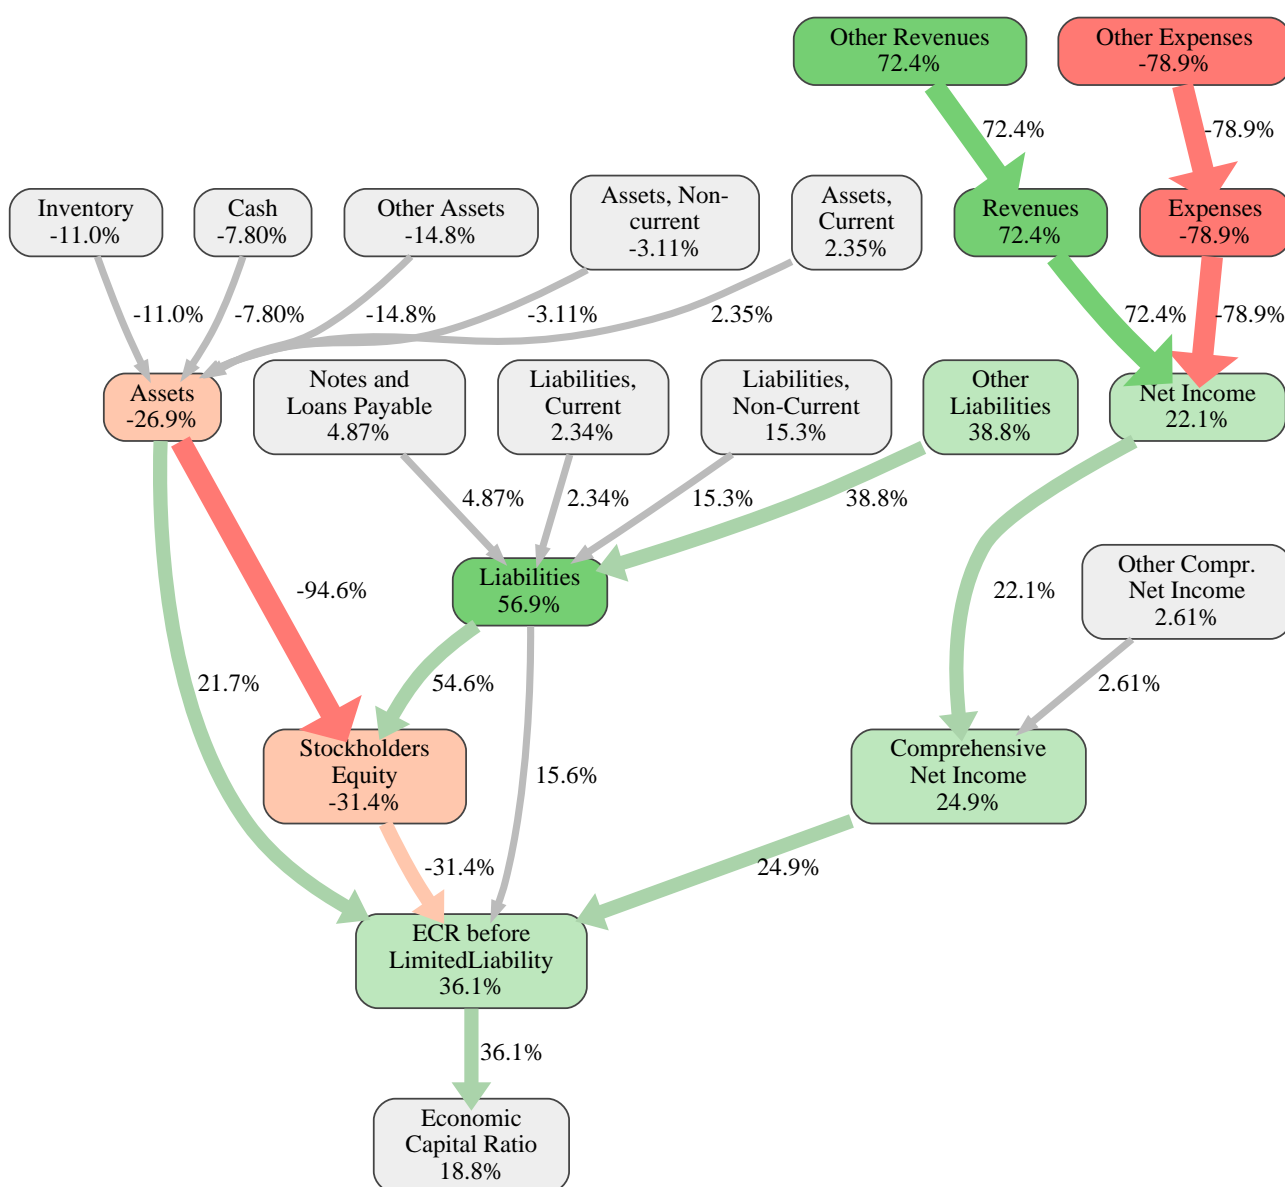 Other Revenues
72.4%
Other Expenses
-78.9%
72.4%
-78.9%
Inventory
-11.0%
Cash
-7.80%
Other Assets
-14.8%
Assets, Non-
current
-3.11%
Assets,
Current
2.35%
Revenues
72.4%
Expenses
-78.9%
-11.0%
-7.80%
-14.8%
-3.11%
2.35%
72.4%
-78.9%
Assets
-26.9%
Notes and
Loans Payable
4.87%
Liabilities,
Current
2.34%
Liabilities,
Non-Current
15.3%
Other
Liabilities
38.8%
Net Income
22.1%
4.87%
2.34%
15.3%
38.8%
-94.6%
Liabilities
56.9%
22.1%
Other Compr.
Net Income
2.61%
21.7%
54.6%
2.61%
Stockholders
Equity
-31.4%
15.6%
Comprehensive
Net Income
24.9%
-31.4%
24.9%
ECR before
LimitedLiability
36.1%
36.1%
Economic
Capital Ratio
18.8%